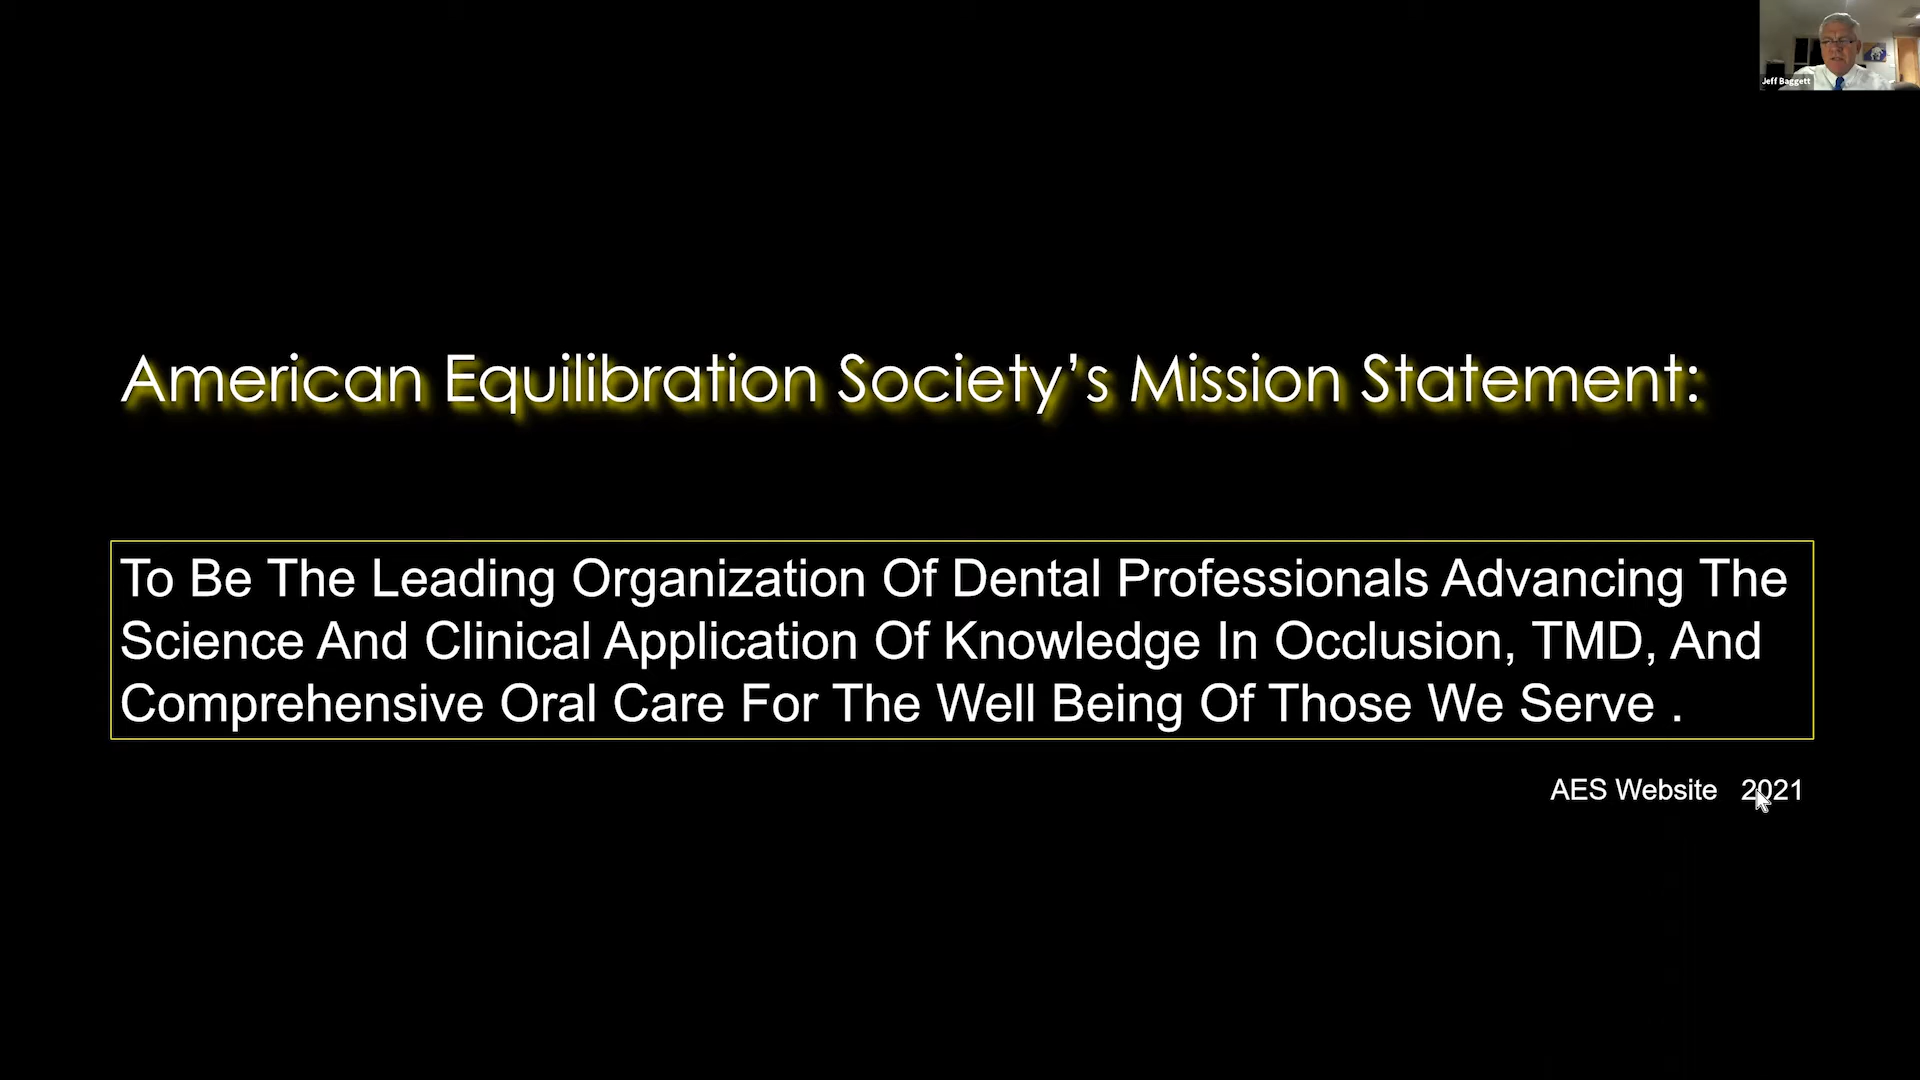 Jeff Baggett
American Equilibration Society’s Mission Statement:
To Be The Leading Organization Of Dental Professionals Advancing The
Science And Clinical Application Of Knowledge In Occlusion, TMD, And
Comprehensive Oral Care For The Well Being Of Those We Serve .
AES Website 2021